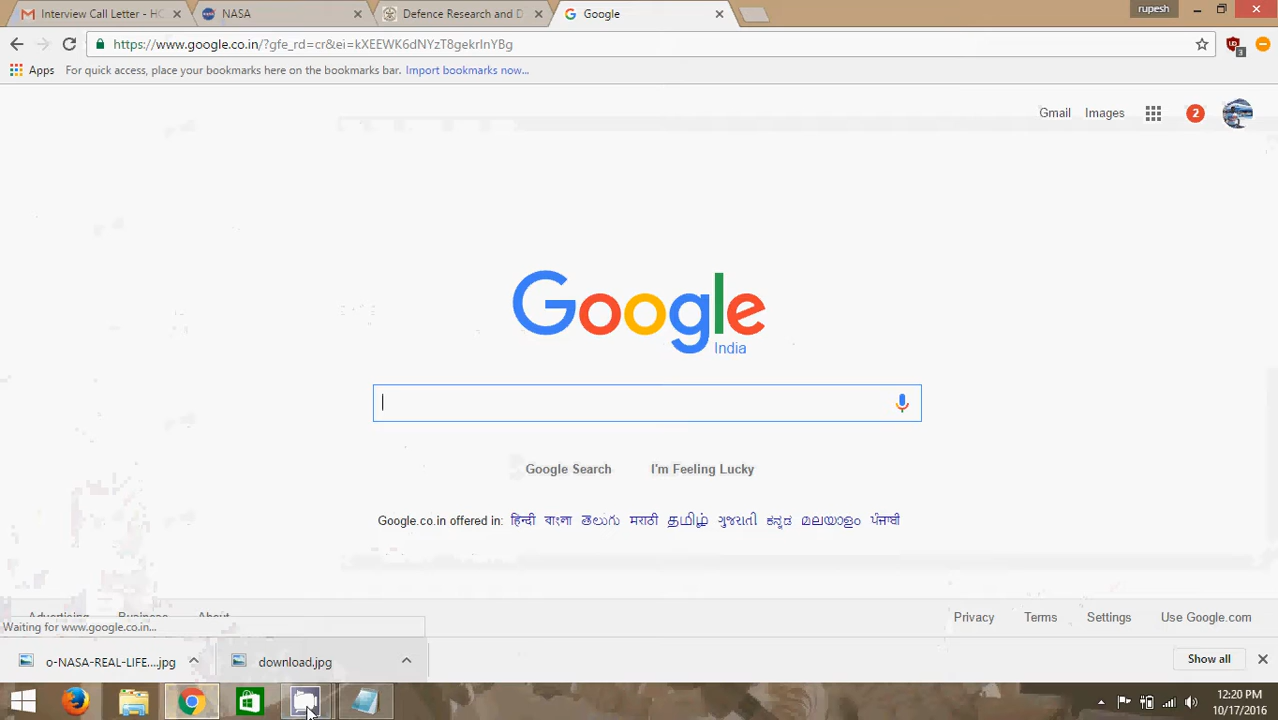 Interview Call Letter - HC
NASA
Defence Research and D
Google
rupesh
https://www.google.co.in/?gfe_rd=cr&ei=kXEEWK6dNYzT8gekrInYBg
3
Apps
For quick access, place your bookmarks here on the bookmarks bar. Import bookmarks now...
Gmail Images 2
Google
India
Google Search I'm Feeling Lucky
Google.co.in offered in: हिन्दी বাংলা తెలుగు मराठी தமிழ் ગુજરાતી ಕನ್ನಡ മലയാളം ਪੰਜਾਬੀ
Advertising Business About
Privacy Terms Settings Use Google.com
Waiting for www.google.co.in...
o-NASA-REAL-LIFE....jpg
download.jpg
Show all
12:20 PM
10/17/2016